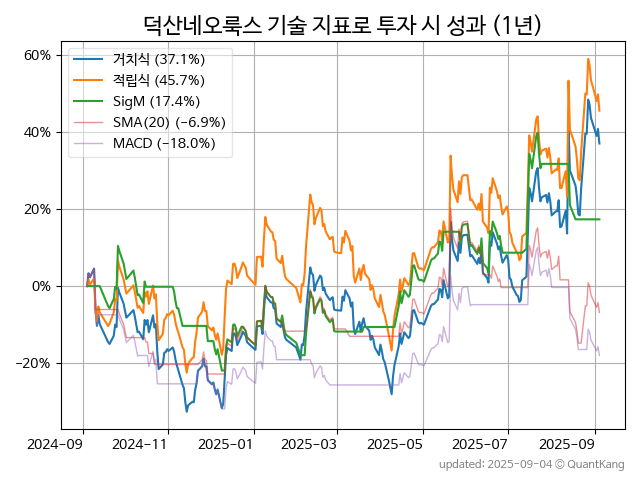 덕산네오룩스 기술 지표로 투자 시 성과 (1년)
거치식 (37.1%)
적립식 (45.7%)
SigM (17.4%)
SMA(20) (−6.9%)
MACD (−18.0%)
60%
40%
20%
0%
−20%
2024-09 2024-11 2025-01 2025-03 2025-05 2025-07 2025-09
updated: 2025-09-04 © QuantKang